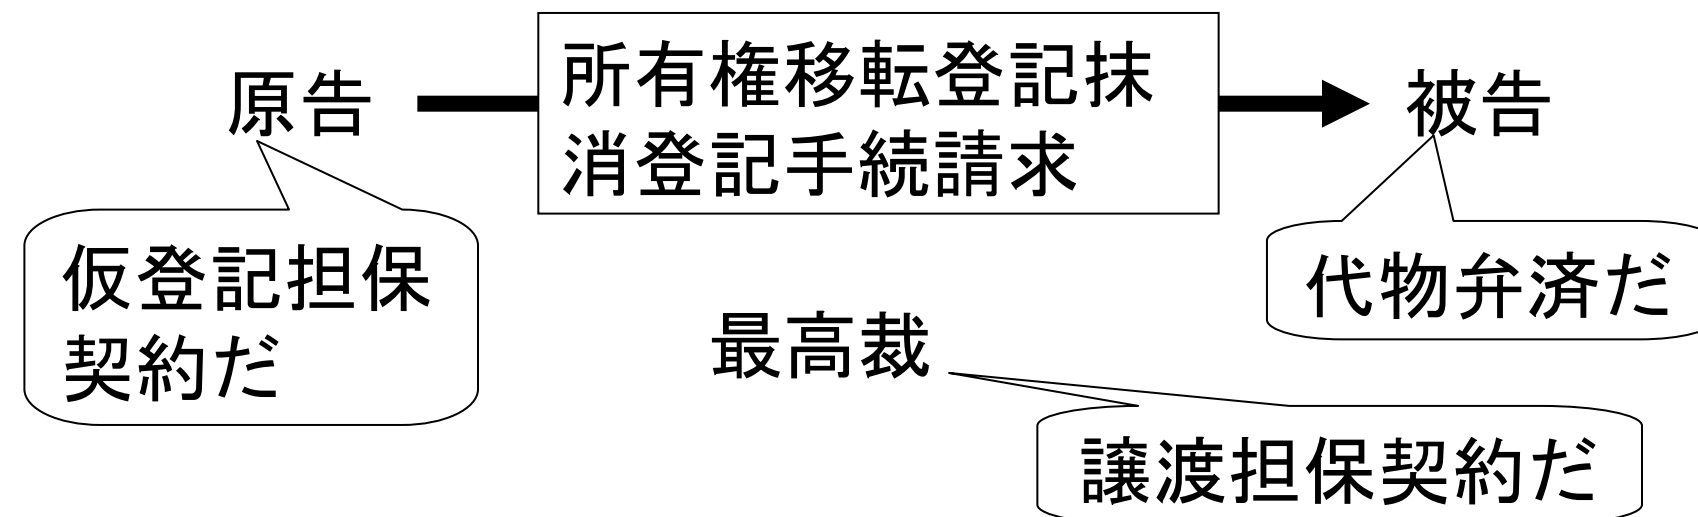 原告
所有権移転登記抹
消登記手続請求
被告
仮登記担保
契約だ
代物弁済だ
最高裁
譲渡担保契約だ